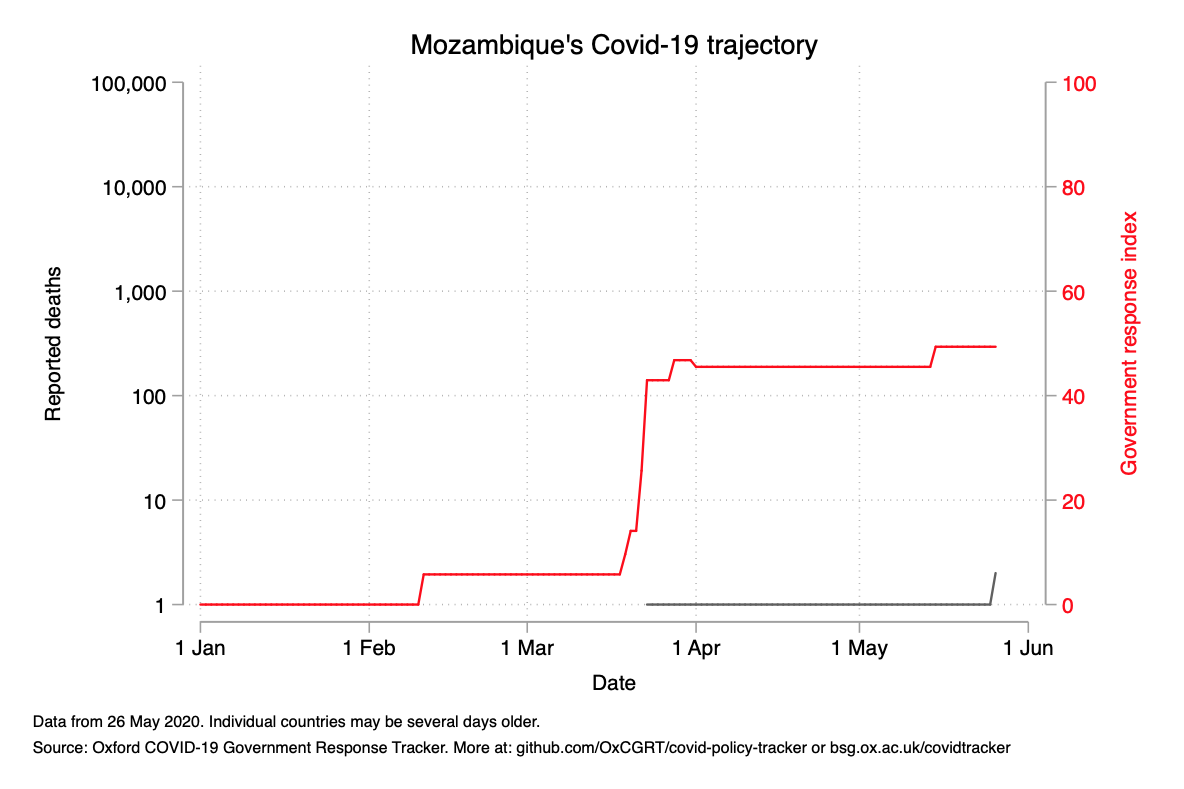 Mozambique's Covid-19 trajectory
100,000
10,000
1,000
100
10
1
Reported deaths
100
80
60
40
20
0
Government response index
1 Jan
1 Feb
1 Mar
1 Apr
1 May
1 Jun
Date
Data from 26 May 2020. Individual countries may be several days older.
Source: Oxford COVID-19 Government Response Tracker. More at: github.com/OxCGRT/covid-policy-tracker or bsg.ox.ac.uk/covidtracker